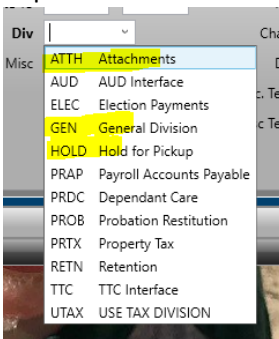 Div Cha
Misc
ATTH Attachments
AUD AUD Interface
ELEC Election Payments
GEN General Division
HOLD Hold for Pickup
PRAP Payroll Accounts Payable
PRDC Dependant Care
PROB Probation Restitution
PRTX Property Tax
RETN Retention
TTC TTC Interface
UTAX USE TAX DIVISION